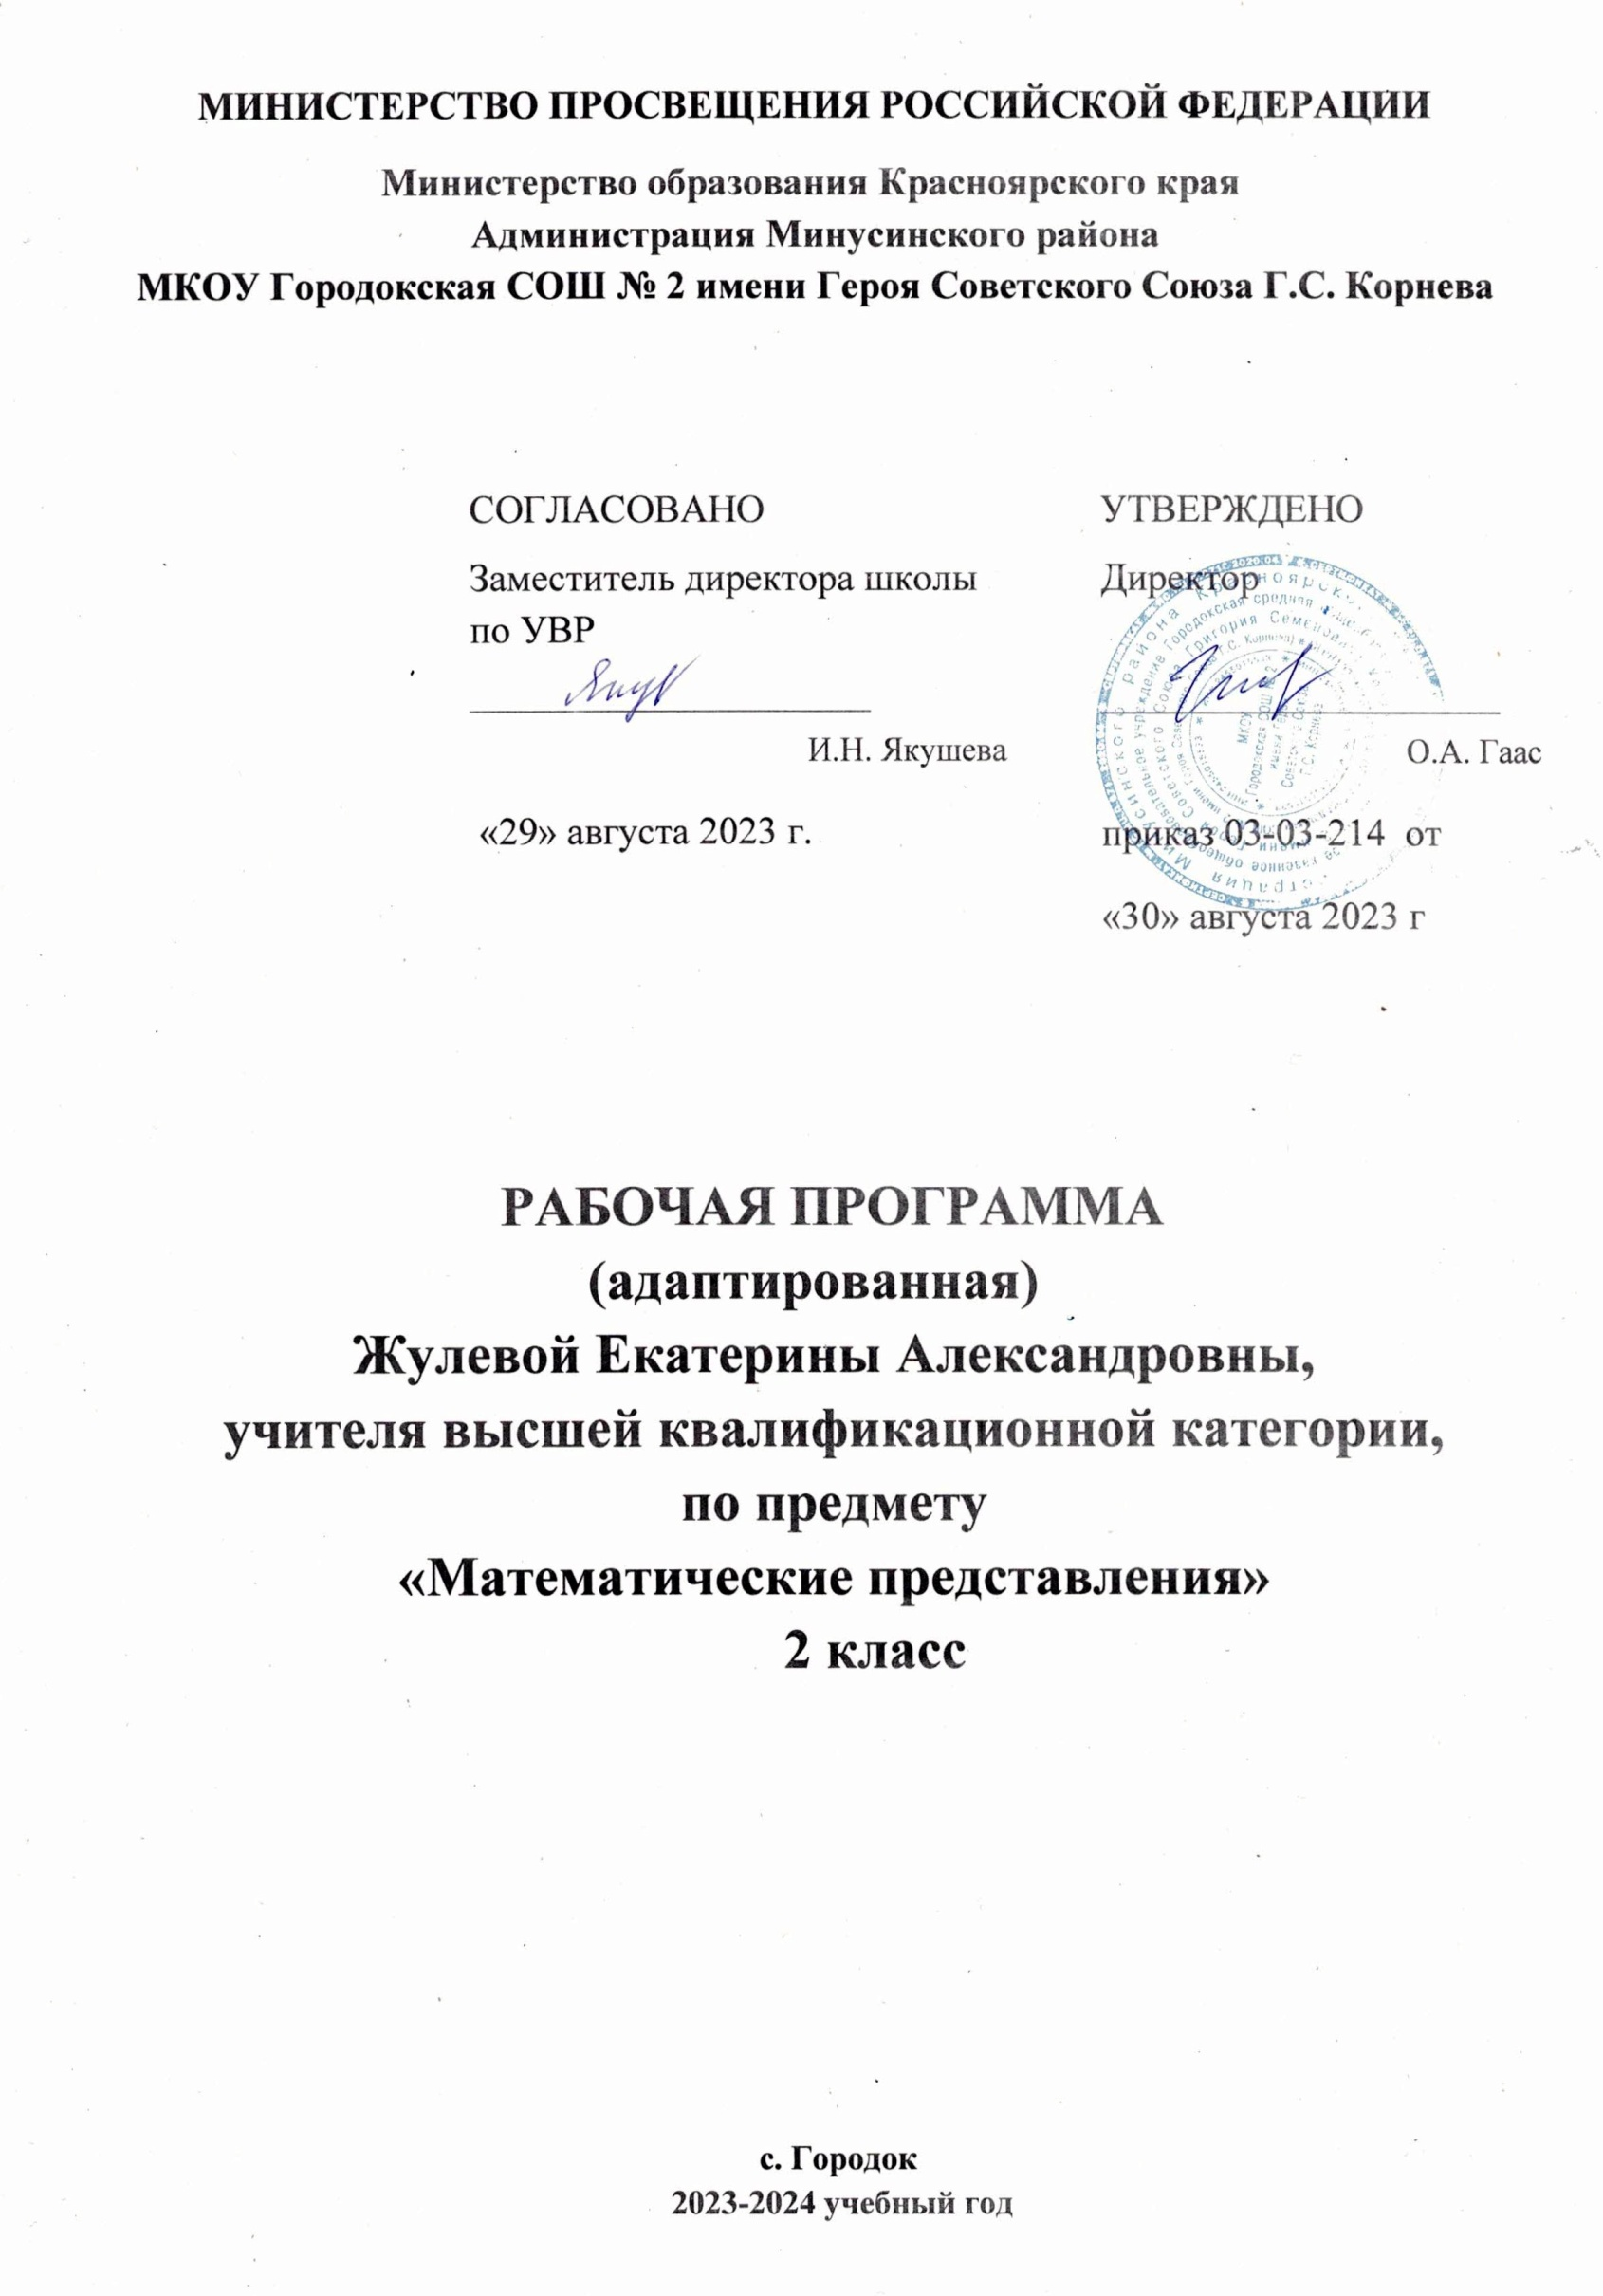 МИНИСТЕРСТВО ПРОСВЕЩЕНИЯ РОССИЙСКОЙ ФЕДЕРАЦИИ
Министерство образования Красноярского края
Администрация Минусинского района
МКОУ Городокская СОШ № 2 имени Героя Советского Союза Г.С. Корнева
СОГЛАСОВАНО
Заместитель директора школы
по УВР
И.Н. Якушева
«29» августа 2023 г.
УТВЕРЖДЕНО
Директор
О.А. Гаас
приказ 03-03-214 от
«30» августа 2023 г
РАБОЧАЯ ПРОГРАММА
(адаптированная)
Жулевой Екатерины Александровны,
учителя высшей квалификационной категории,
по предмету
«Математические представления»
2 класс
с. Городок
2023-2024 учебный год